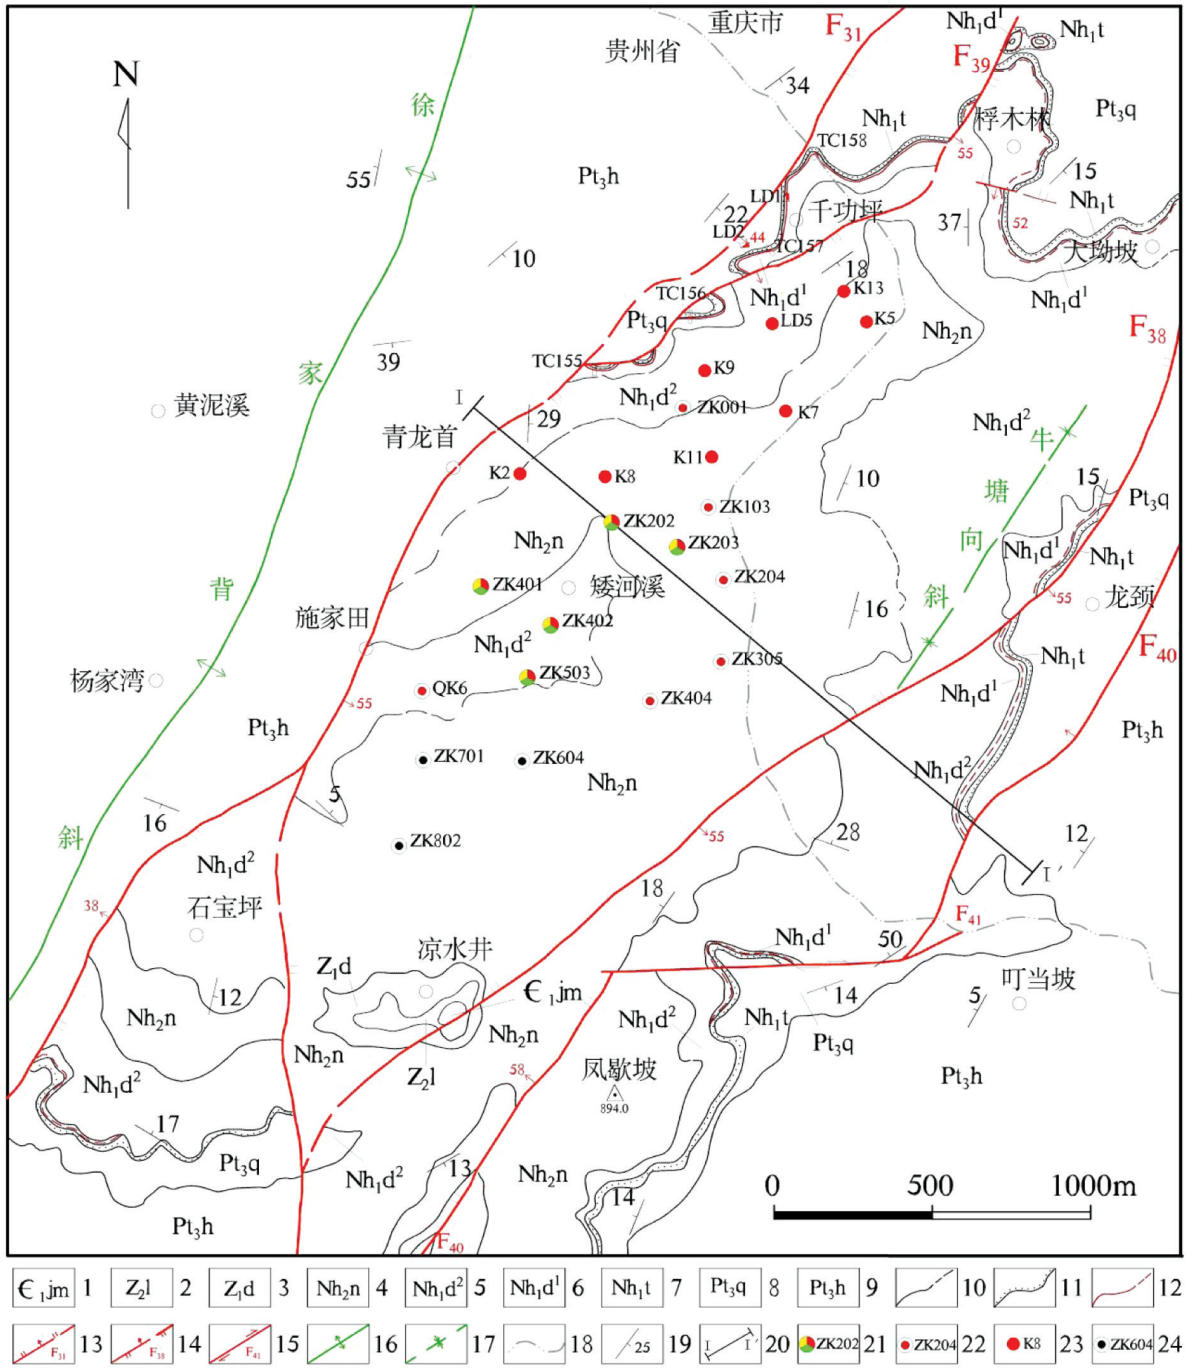 重庆市
贵州省
F₃₁
Nh₁d¹
Nh₁t
F₃₉
N
徐
34
Pt₃q
TC158
Nh₁t
桴木林
55
55
Pt₃h
15
LD1
22
千功坪
Nh₁t
37
52
LD2
44
TC157
大坳坡
10
18
TC156
Nh₁d¹
K13
Nh₁d¹
Pt₃q
LD5
K5
Nh₂n
F₃₈
39
TC155
家
K9
黄泥溪
I
Nh₁d²
ZK001
K7
Nh₁d²
29
青龙首
牛
K11
K2
K8
10
塘
15
Pt₃q
ZK103
ZK202
Nh₂n
ZK203
向
Nh₁d¹
Nh₁t
背
ZK401
矮河溪
ZK204
斜
55
龙颈
施家田
16
ZK402
Nh₁d²
Nh₁t
F₄₀
杨家湾
ZK503
ZK305
QK6
Nh₁d¹
55
ZK404
Pt₃h
Pt₃h
ZK701
ZK604
Nh₂n
Nh₁d²
5
16
斜
55
28
12
ZK802
Nh₁d²
I′
18
38
石宝坪
F₄₁
凉水井
Nh₁d¹
50
Z₁d
叮当坡
12
Є₁jm
14
5
Nh₂n
Nh₁d²
Nh₁t
Nh₂n
Nh₂n
Pt₃q
Z₂l
58
凤歇坡
Nh₁d²
894.0
Pt₃h
17
Pt₃q
13
Nh₂n
Nh₁d²
0 500 1000m
14
Pt₃h
F₄₀
Є₁jm 1 Z₂l 2 Z₁d 3 Nh₂n 4 Nh₁d² 5 Nh₁d¹ 6 Nh₁t 7 Pt₃q 8 Pt₃h 9 10 11 12
F₃₁ 13 F₃₈ 14 F₄₁ 15 16 17 18 25 19 I I′ 20 ZK202 21 ZK204 22 K8 23 ZK604 24